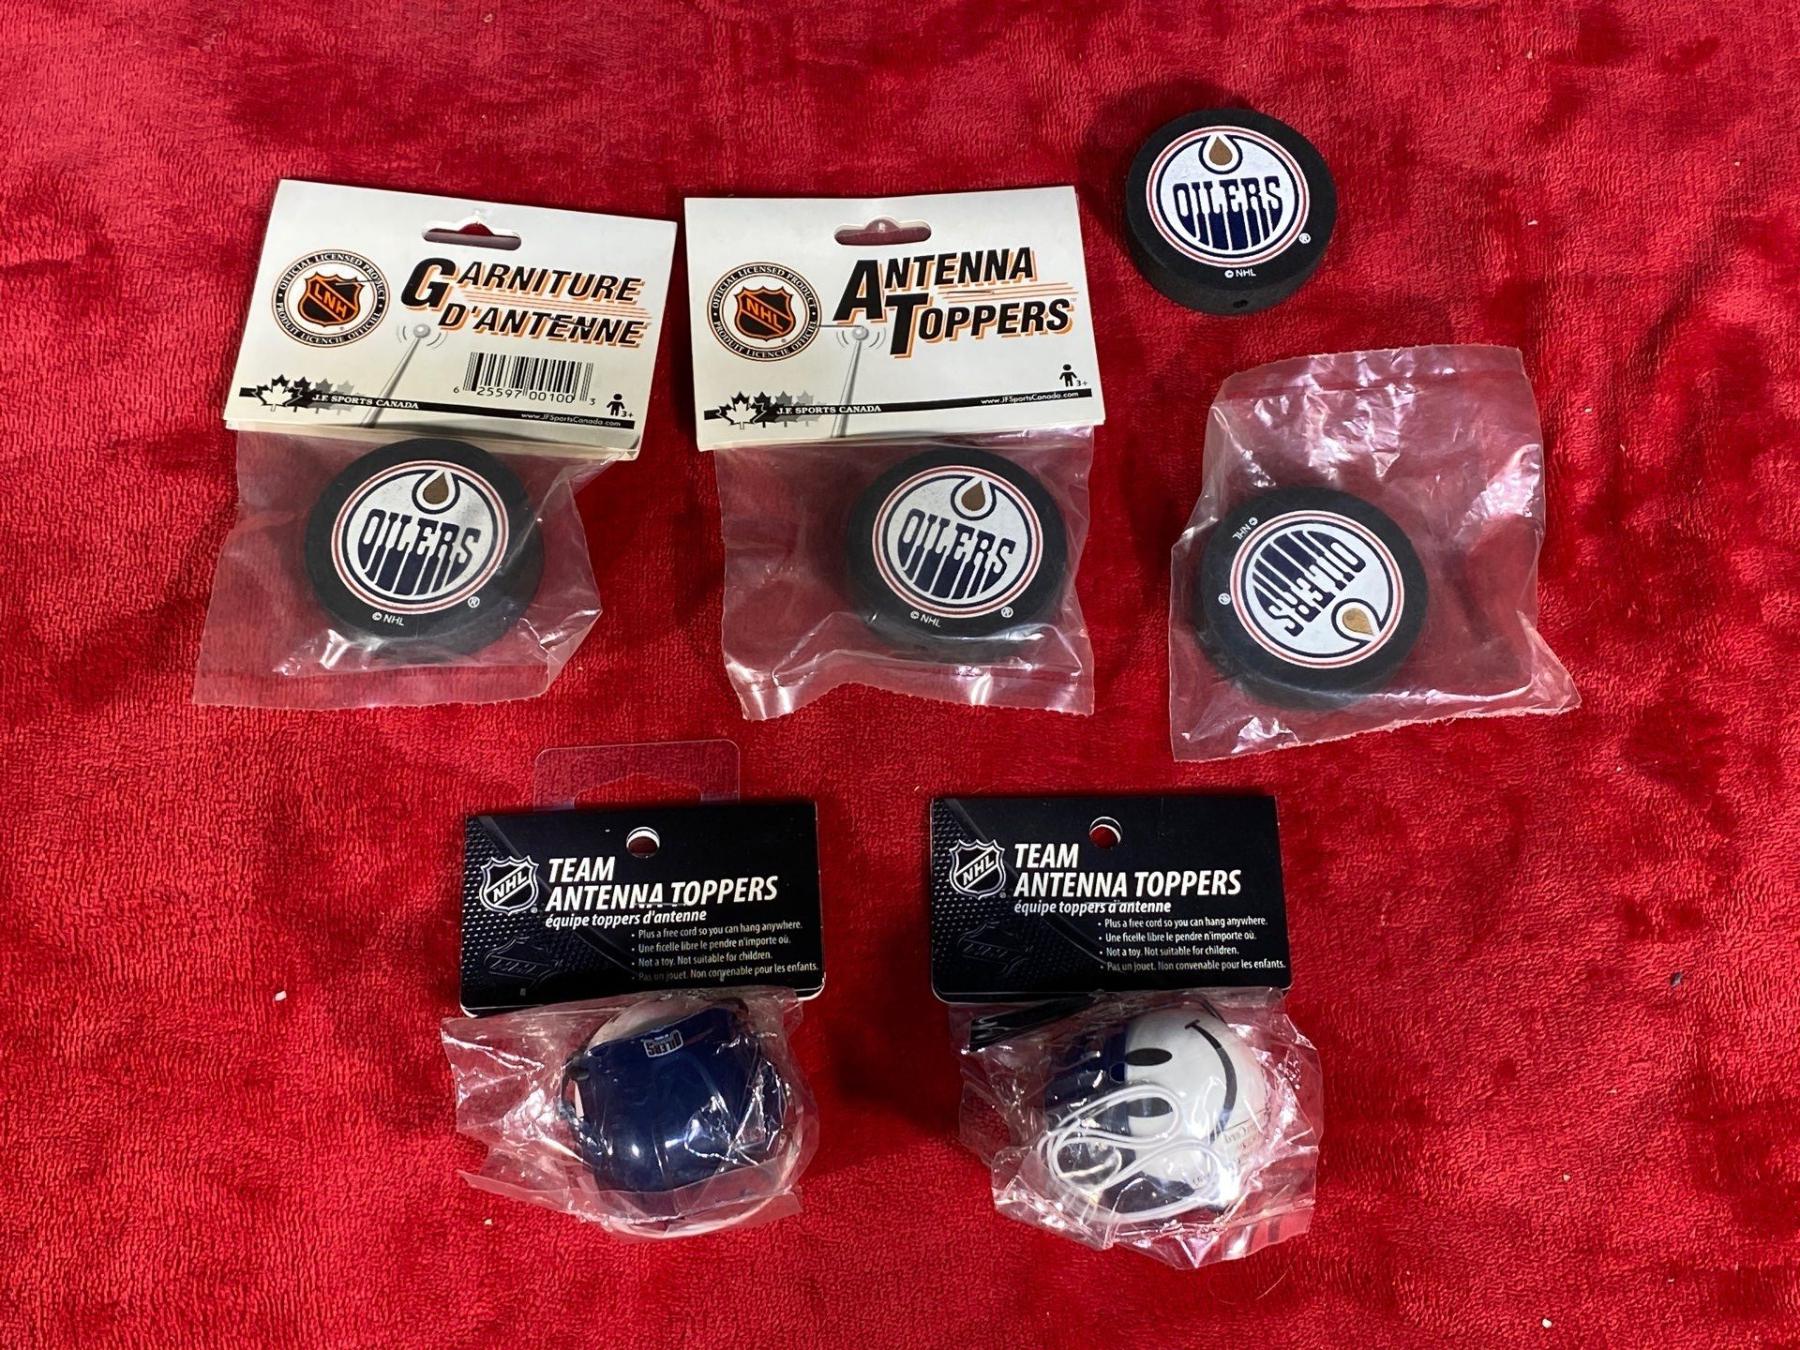 OFFICIAL LICENSED PRODUCT
LNH
PRODUIT LICENCIÉ OFFICIEL
GARNITURE
D'ANTENNE
6 25597 00100 3
J.F. SPORTS CANADA
3+
www.JFSportsCanada.com
OILERS
© NHL
®
OFFICIAL LICENSED PRODUCT
NHL
PRODUIT LICENCIÉ OFFICIEL
ANTENNA
TOPPERS
J.F. SPORTS CANADA
3+
www.JFSportsCanada.com
OILERS
© NHL
®
OILERS
®
© NHL
OILERS
© NHL
®
NHL
TEAM
ANTENNA TOPPERS
équipe toppers d'antenne
• Plus a free cord so you can hang anywhere.
• Une ficelle libre le pendre n'importe où.
• Not a toy. Not suitable for children.
• Pas un jouet. Non convenable pour les enfants.
OILERS
NHL
TEAM
ANTENNA TOPPERS
équipe toppers d'antenne
• Plus a free cord so you can hang anywhere.
• Une ficelle libre le pendre n'importe où.
• Not a toy. Not suitable for children.
• Pas un jouet. Non convenable pour les enfants.